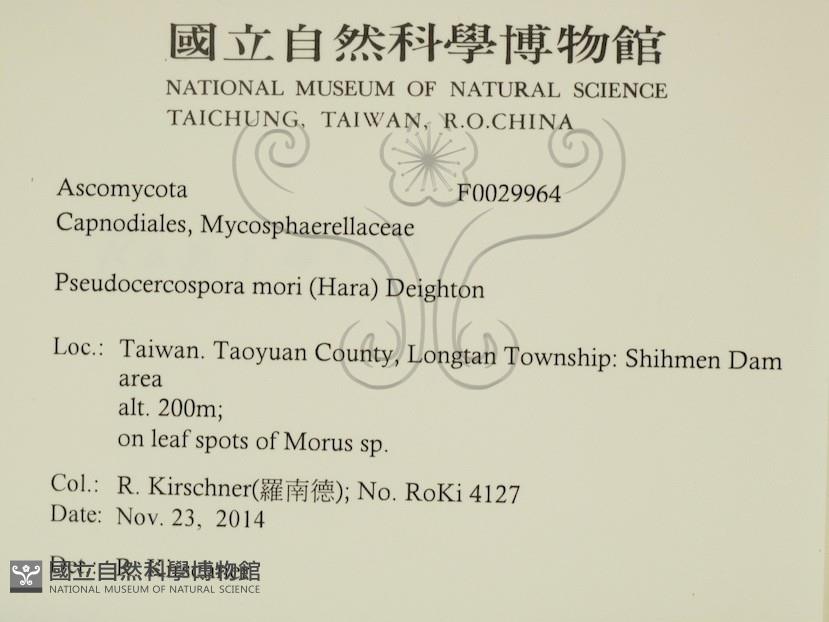 國立自然科學博物館
NATIONAL MUSEUM OF NATURAL SCIENCE
TAICHUNG, TAIWAN, R.O.CHINA
Ascomycota F0029964
Capnodiales, Mycosphaerellaceae
Pseudocercospora mori (Hara) Deighton
Loc.: Taiwan. Taoyuan County, Longtan Township: Shihmen Dam
area
alt. 200m;
on leaf spots of Morus sp.
Col.: R. Kirschner(羅南德); No. RoKi 4127
Date: Nov. 23, 2014
Det.: R. Kirschner
國立自然科學博物館
NATIONAL MUSEUM OF NATURAL SCIENCE